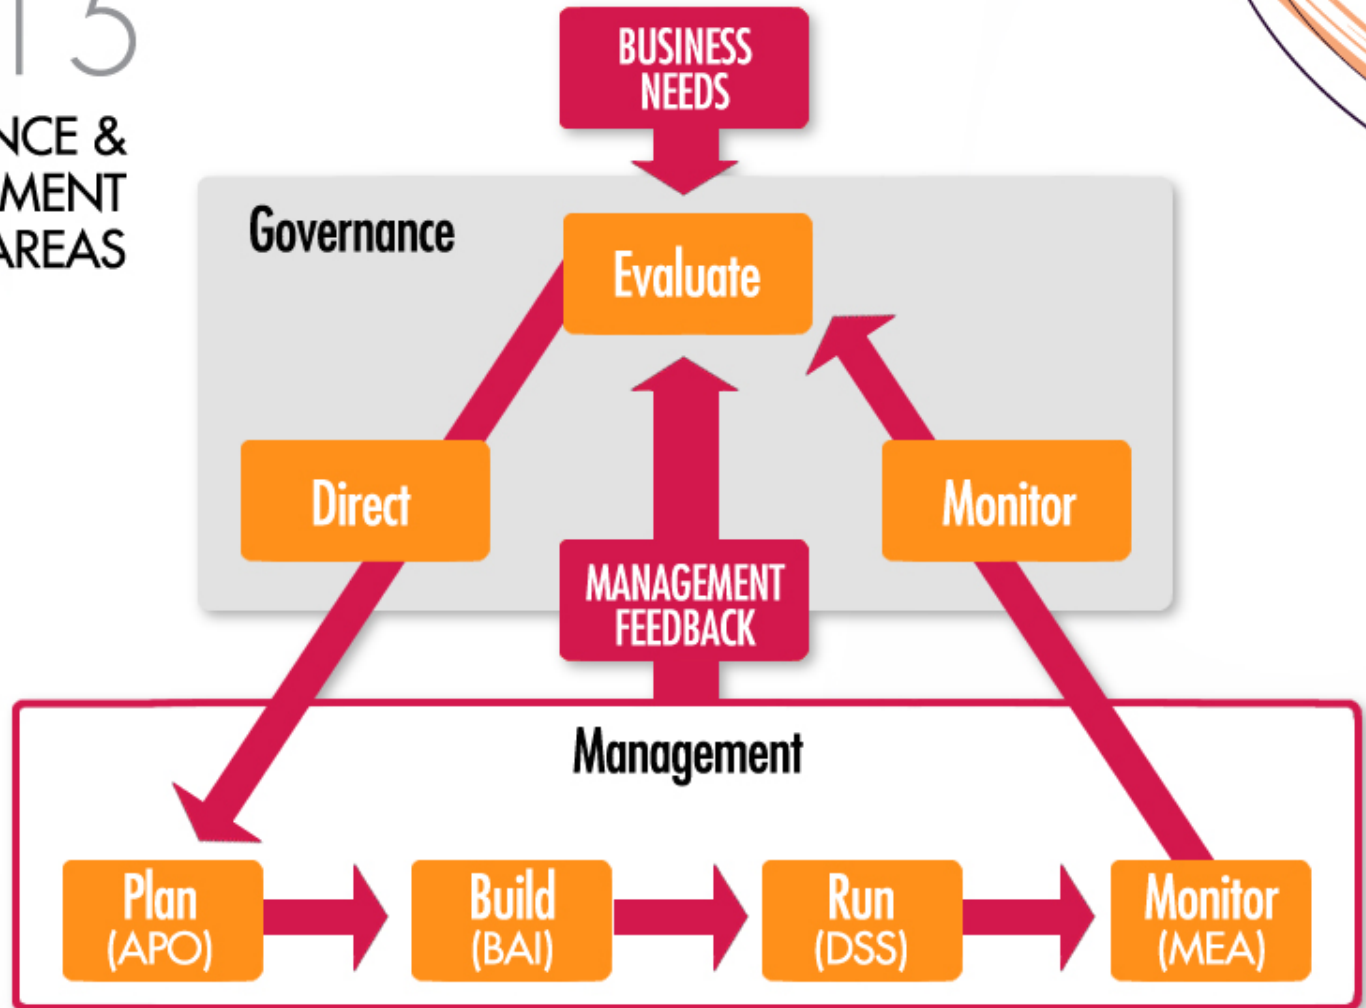 15
NCE &
MENT
AREAS
BUSINESS
NEEDS
Governance
Evaluate
Direct
Monitor
MANAGEMENT
FEEDBACK
Management
Plan
(APO)
Build
(BAI)
Run
(DSS)
Monitor
(MEA)